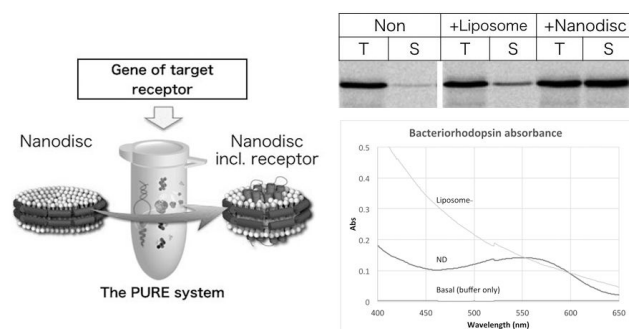 Gene of target
receptor
Nanodisc
Nanodisc
incl. receptor
The PURE system
Non +Liposome +Nanodisc
T S T S T S
Bacteriorhodopsin absorbance
Abs
0.5
0.4
0.3
0.2
0.1
0
Liposome-
ND
Basal (buffer only)
400 450 500 550 600 650
Wavelength (nm)